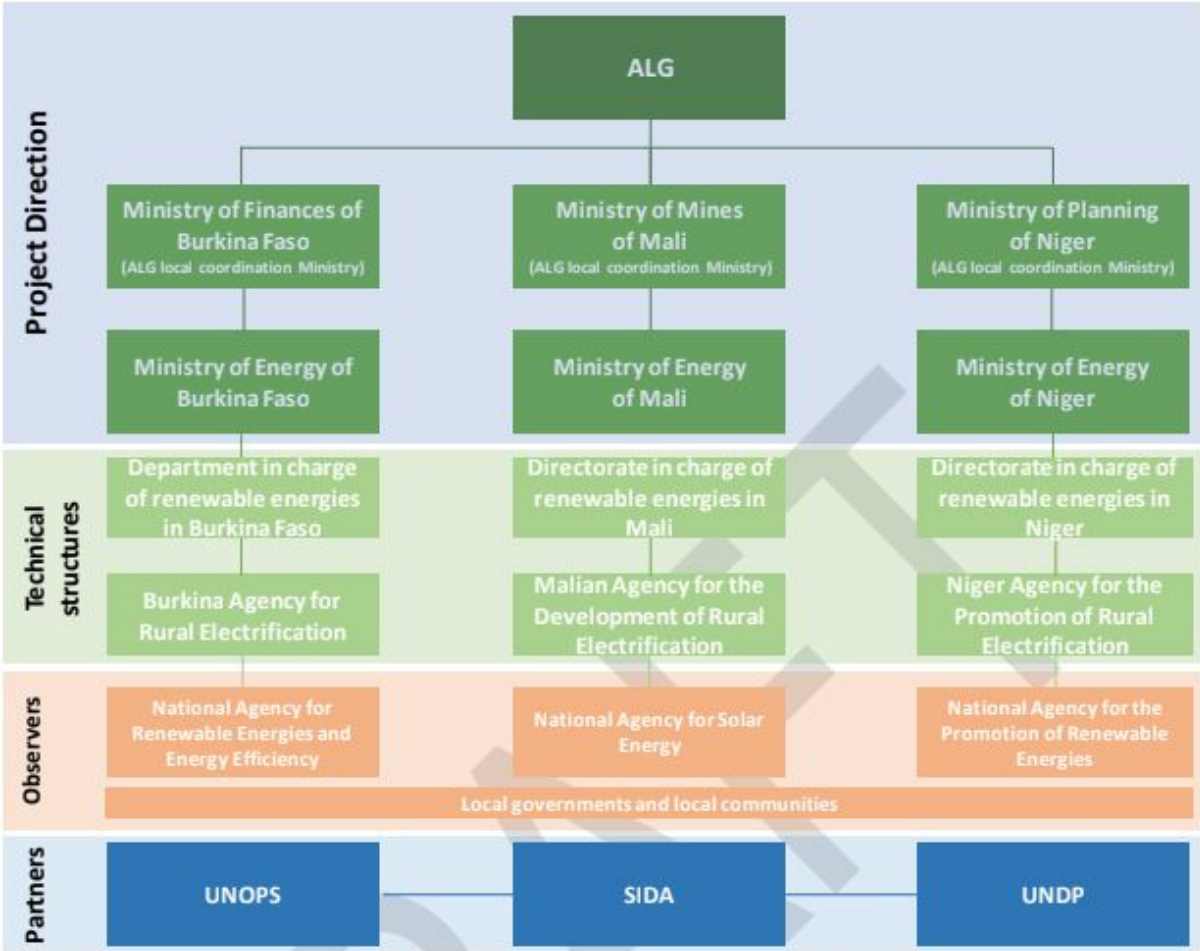 Project Direction
ALG
Ministry of Finances of
Burkina Faso
(ALG local coordination Ministry)
Ministry of Mines
of Mali
(ALG local coordination Ministry)
Ministry of Planning
of Niger
(ALG local coordination Ministry)
Ministry of Energy of
Burkina Faso
Ministry of Energy
of Mali
Ministry of Energy
of Niger
Technical
structures
Department in charge
of renewable energies
in Burkina Faso
Directorate in charge of
renewable energies in
Mali
Directorate in charge of
renewable energies in
Niger
Burkina Agency for
Rural Electrification
Malian Agency for the
Development of Rural
Electrification
Niger Agency for the
Promotion of Rural
Electrification
Observers
National Agency for
Renewable Energies and
Energy Efficiency
National Agency for Solar
Energy
National Agency for the
Promotion of Renewable
Energies
Local governments and local communities
Partners
UNOPS
SIDA
UNDP